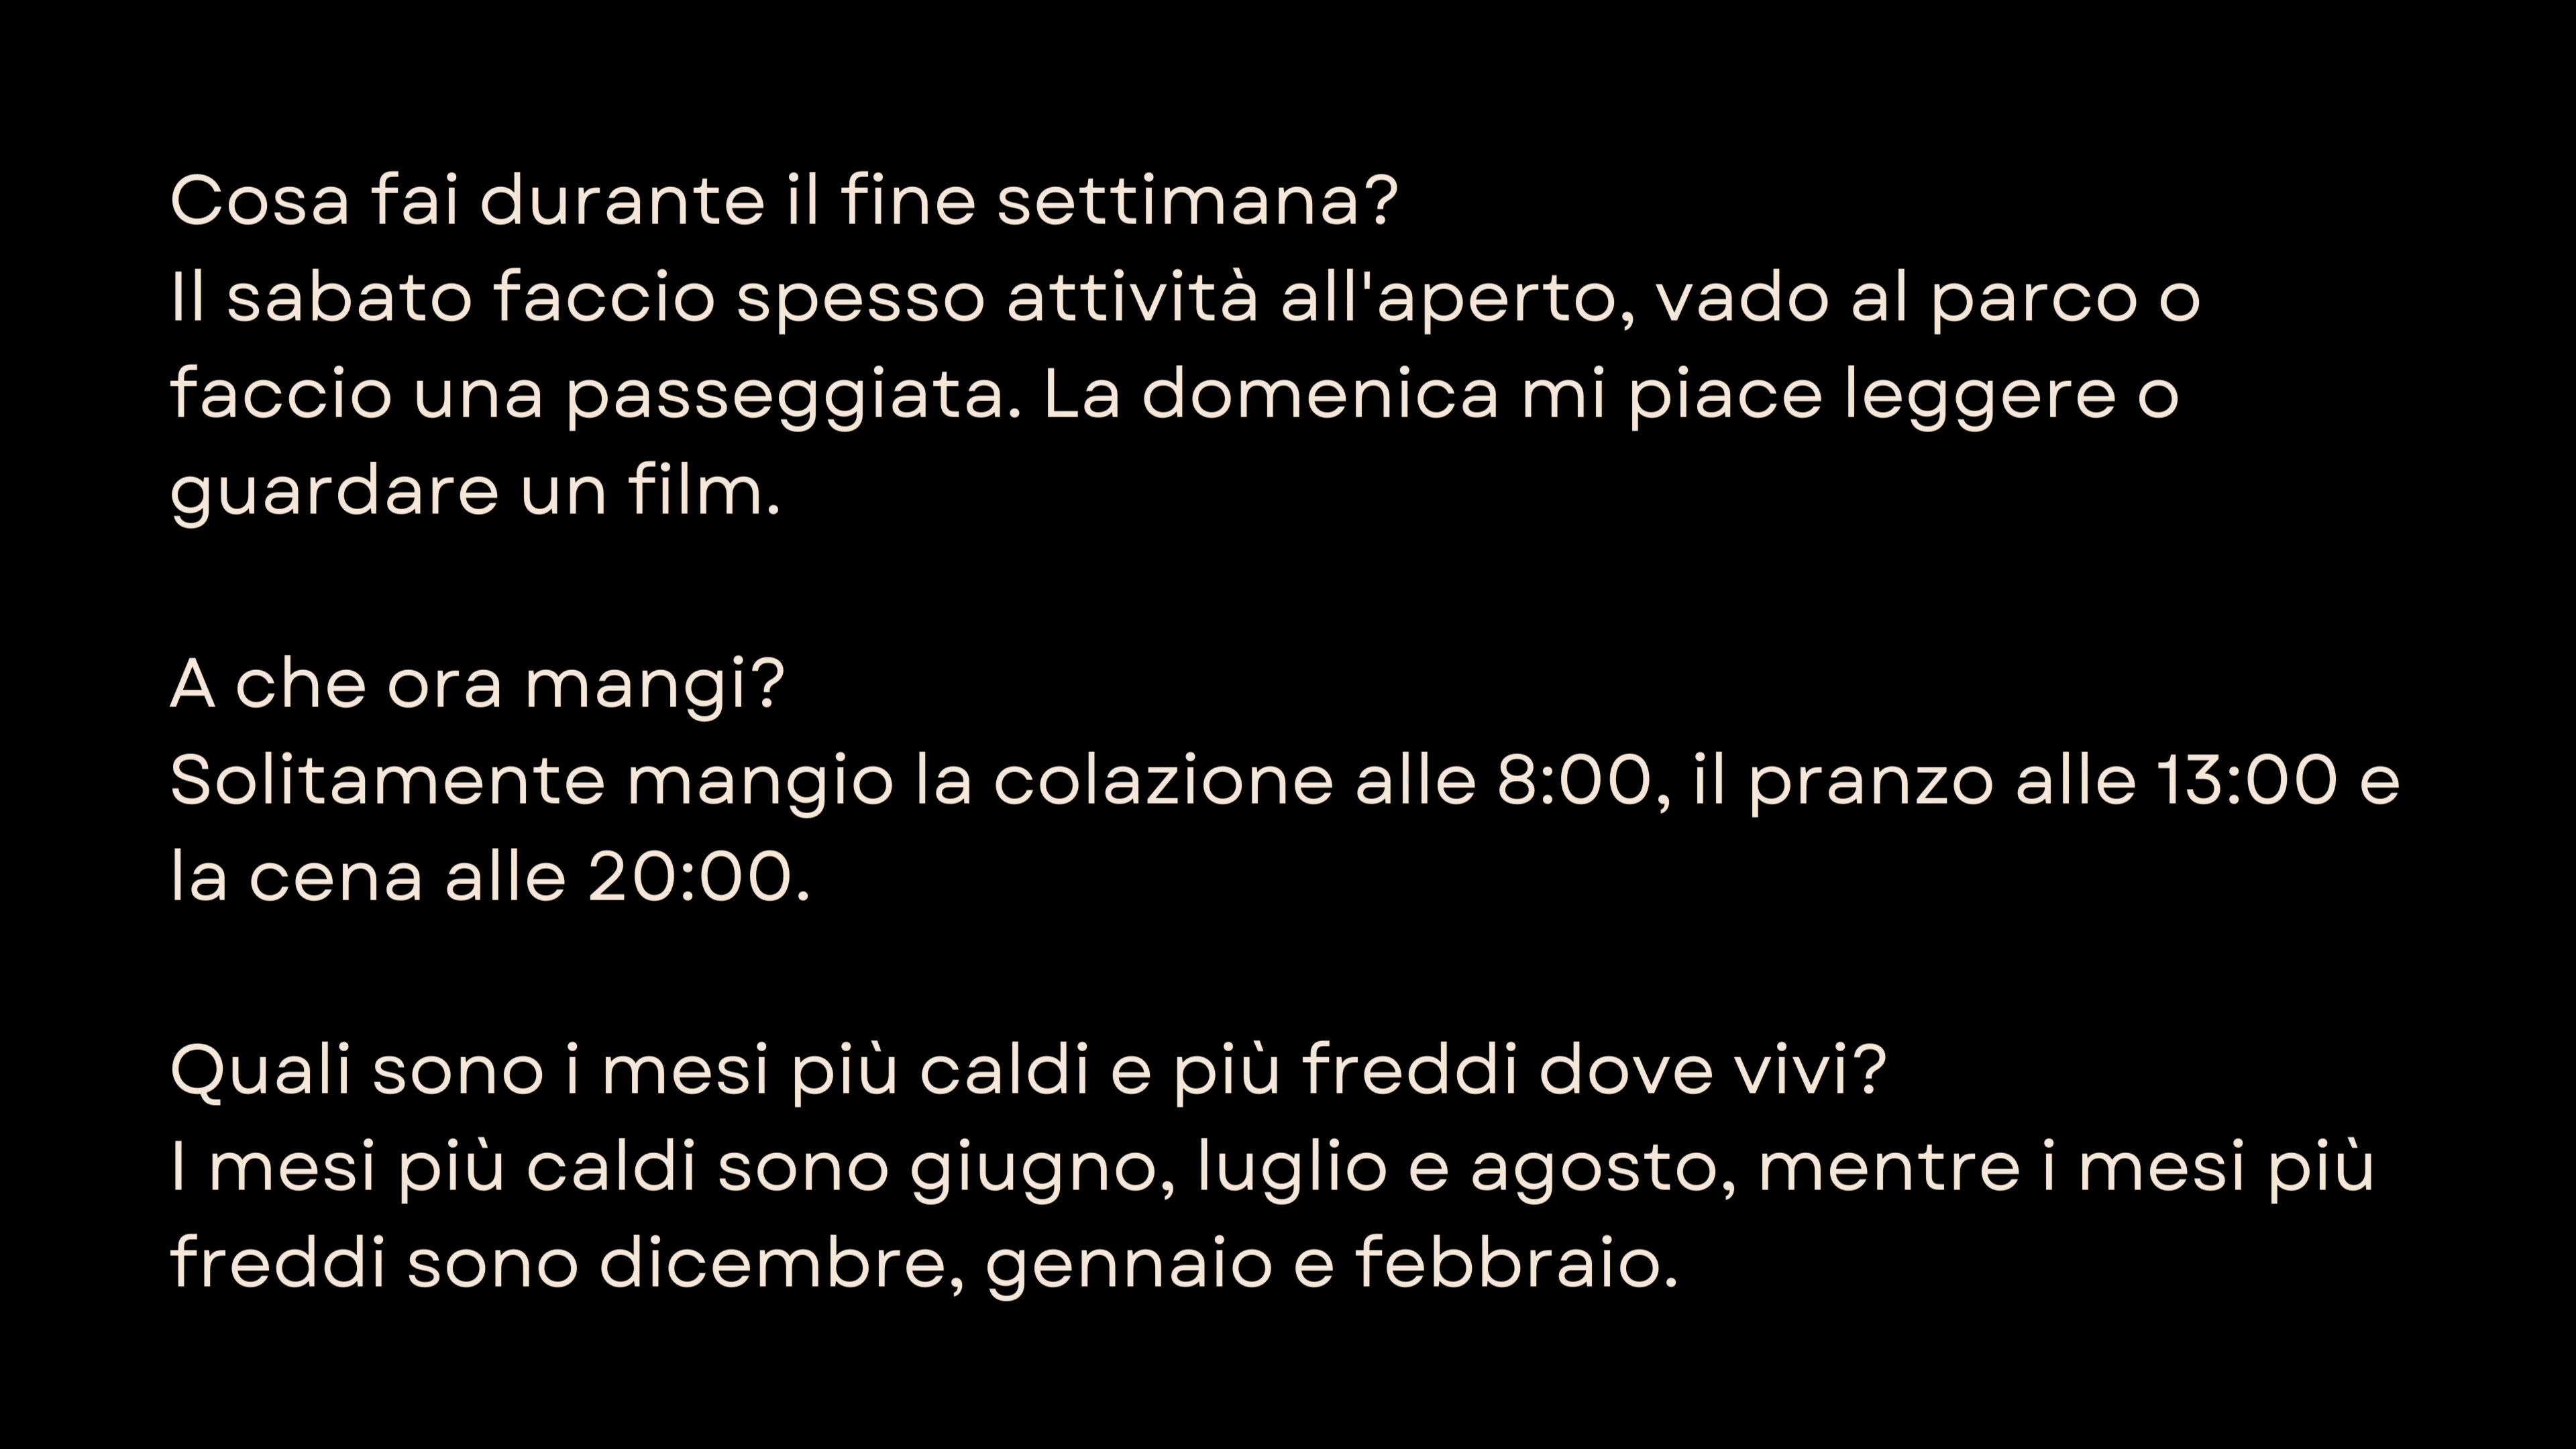 Cosa fai durante il fine settimana?
Il sabato faccio spesso attività all'aperto, vado al parco o
faccio una passeggiata. La domenica mi piace leggere o
guardare un film.
A che ora mangi?
Solitamente mangio la colazione alle 8:00, il pranzo alle 13:00 e
la cena alle 20:00.
Quali sono i mesi più caldi e più freddi dove vivi?
I mesi più caldi sono giugno, luglio e agosto, mentre i mesi più
freddi sono dicembre, gennaio e febbraio.